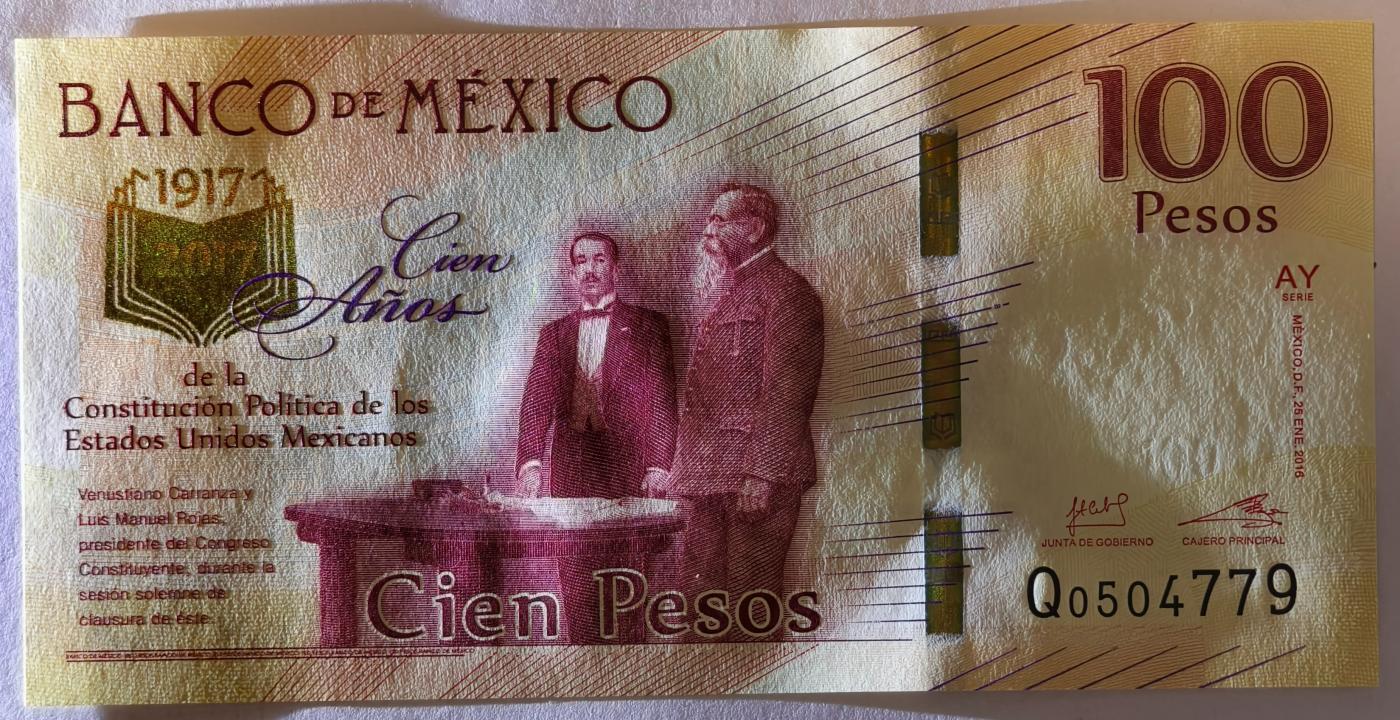 BANCO DE MÉXICO
100
Pesos
1917
2017
Cien
Años
de la
Constitución Política de los
Estados Unidos Mexicanos
AY
SERIE
MÉXICO, D.F., 25 ENE. 2016
Venustiano Carranza y
Luis Manuel Rojas,
presidente del Congreso
Constituyente, durante la
sesión solemne de
clausura de éste.
JUNTA DE GOBIERNO
CAJERO PRINCIPAL
Q0504779
Cien Pesos